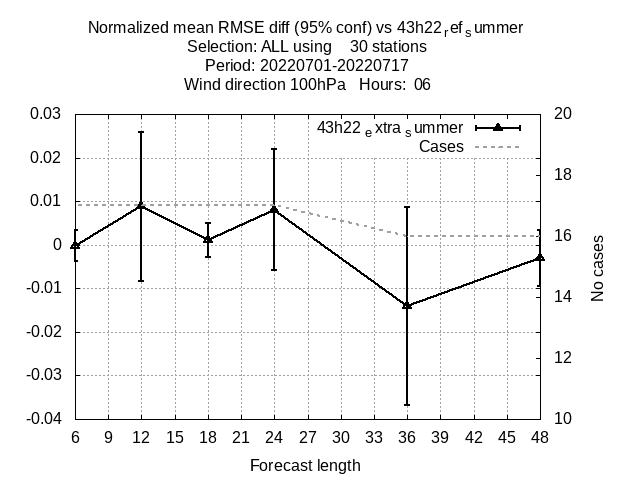 Normalized mean RMSE diff (95% conf) vs 43h22refsummer
Selection: ALL using 30 stations
Period: 20220701-20220717
Wind direction 100hPa Hours: 06
43h22extrasummer
Cases
0.03
0.02
0.01
0
-0.01
-0.02
-0.03
-0.04
20
18
16
14
12
10
No cases
6 9 12 15 18 21 24 27 30 33 36 39 42 45 48
Forecast length